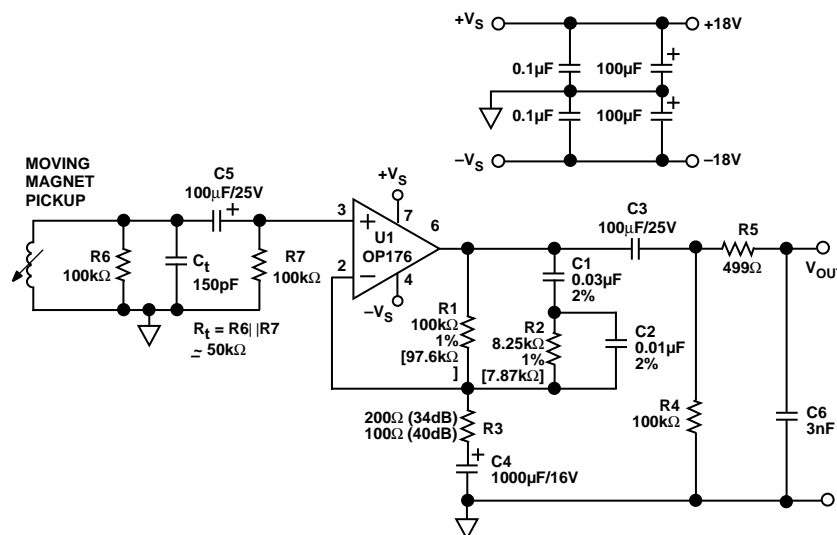 +VS
+18V
0.1µF
100µF
+
0.1µF
100µF
+
–VS
–18V
MOVING
MAGNET
PICKUP
C5
100µF/25V
+
R6
100kΩ
Ct
150pF
R7
100kΩ
Rt = R6||R7
≃ 50kΩ
+VS
7
3
+
U1
OP176
6
2
–
4
–VS
C3
100µF/25V
R5
499Ω
VOUT
C1
0.03µF
2%
R1
100kΩ
1%
[97.6kΩ
]
R2
8.25kΩ
1%
[7.87kΩ]
C2
0.01µF
2%
200Ω (34dB)
100Ω (40dB)
R3
+
C4
1000µF/16V
R4
100kΩ
C6
3nF